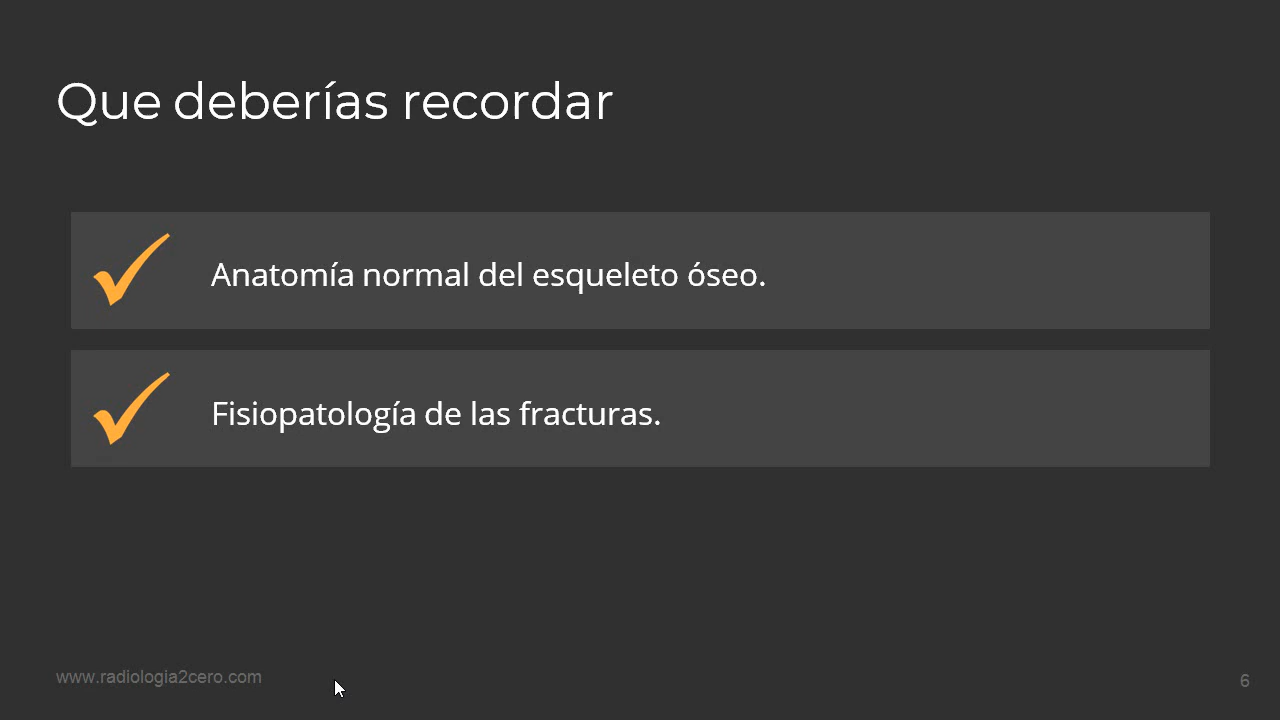 Que deberías recordar
Anatomía normal del esqueleto óseo.
Fisiopatología de las fracturas.
www.radiologia2cero.com
6